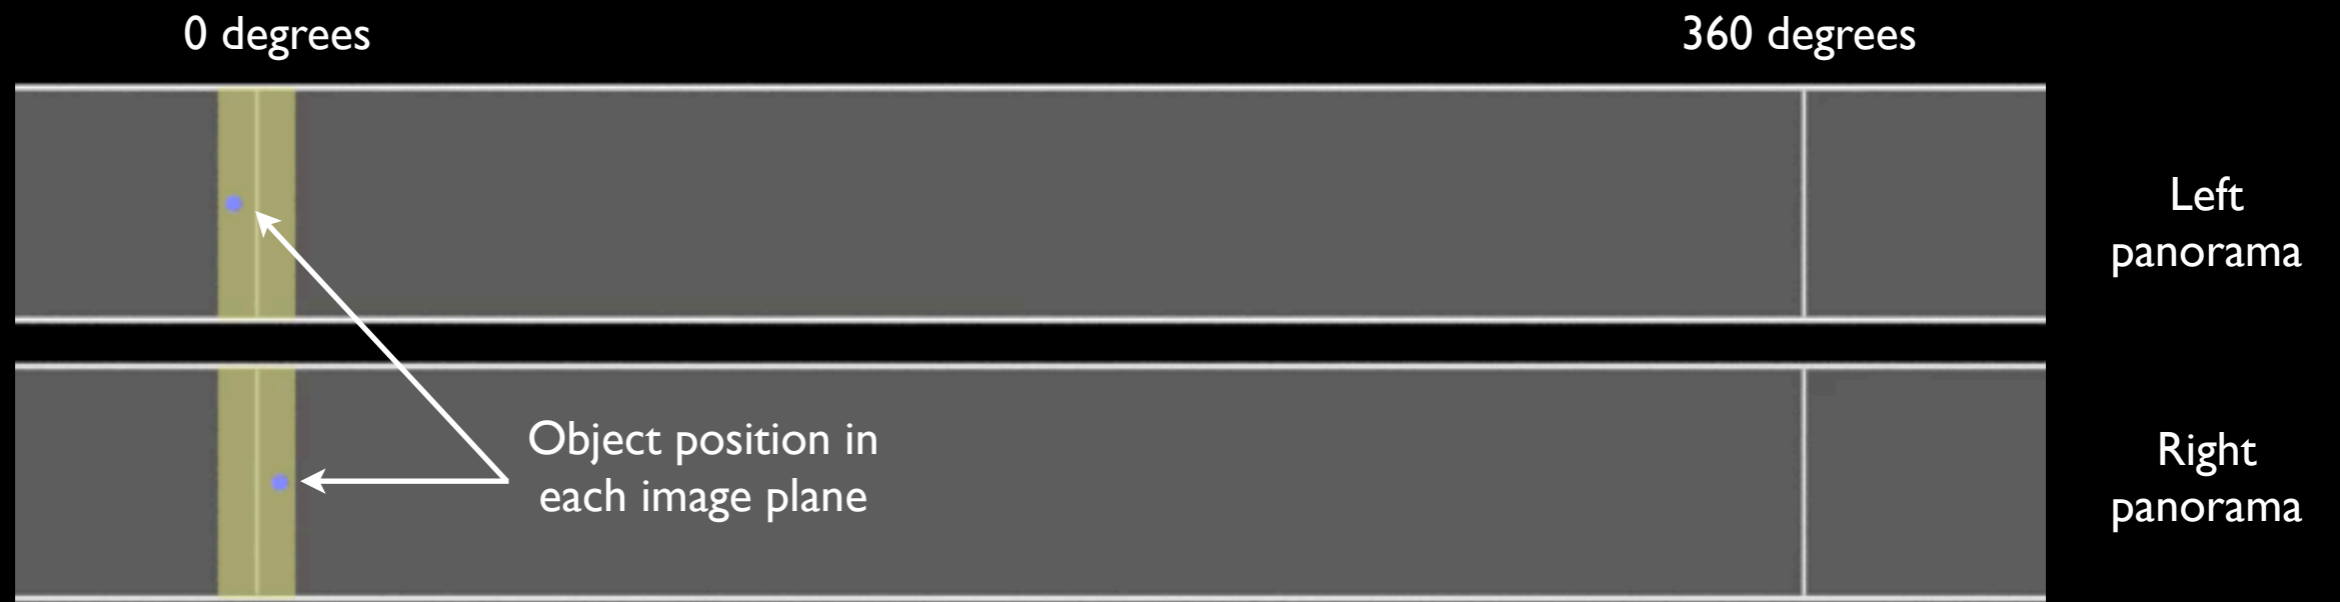 0 degrees
360 degrees
Left
panorama
Object position in
each image plane
Right
panorama